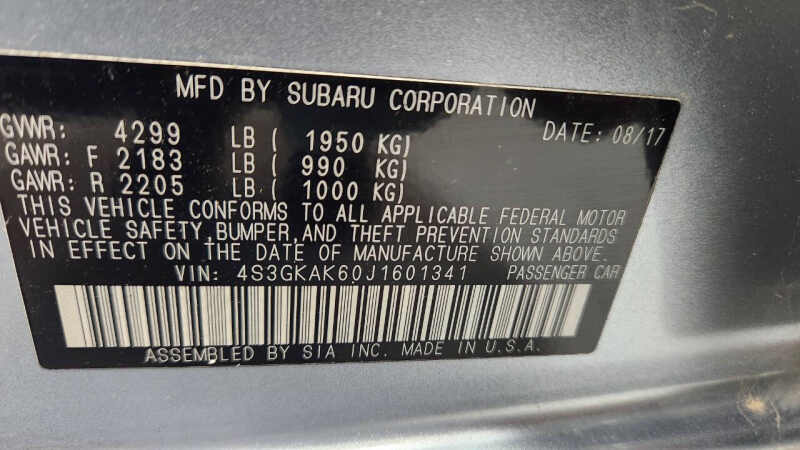 MFD BY SUBARU CORPORATION
GVWR: 4299 LB ( 1950 KG) DATE: 08/17
GAWR: F 2183 LB ( 990 KG)
GAWR: R 2205 LB ( 1000 KG)
THIS VEHICLE CONFORMS TO ALL APPLICABLE FEDERAL MOTOR
VEHICLE SAFETY, BUMPER, AND THEFT PREVENTION STANDARDS
IN EFFECT ON THE DATE OF MANUFACTURE SHOWN ABOVE.
VIN: 4S3GKAK60J1601341 PASSENGER CAR
ASSEMBLED BY SIA INC. MADE IN U.S.A.